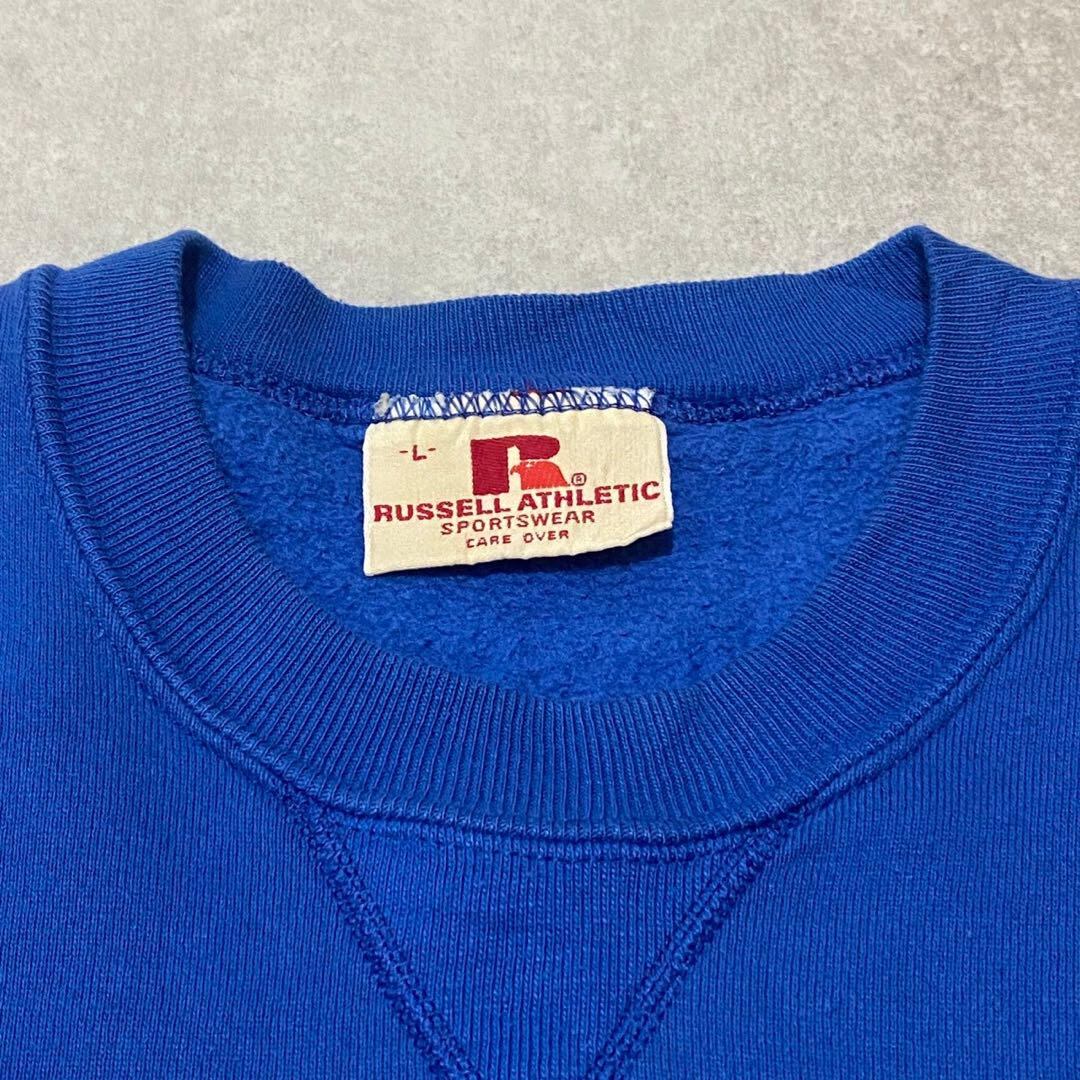 -L-
R
®
RUSSELL ATHLETIC
SPORTSWEAR
CARE OVER